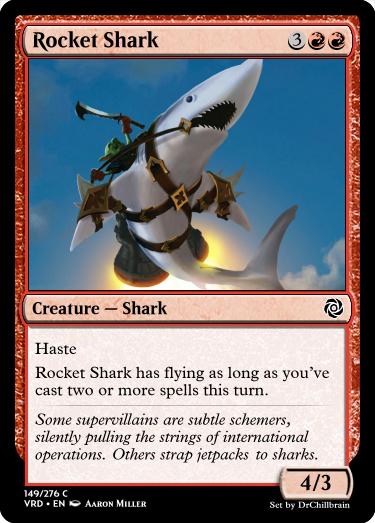 Rocket Shark 3
Creature — Shark
Haste
Rocket Shark has flying as long as you’ve
cast two or more spells this turn.
Some supervillains are subtle schemers,
silently pulling the strings of international
operations. Others strap jetpacks to sharks.
4/3
149/276 C
VRD • EN Aaron Miller
Set by DrChillbrain